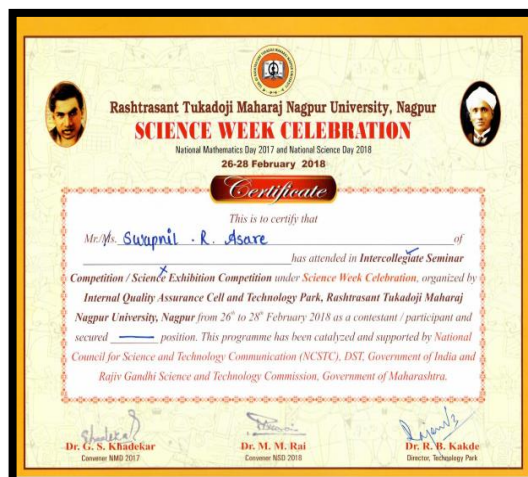 Rashtrasant Tukadoji Maharaj Nagpur University, Nagpur
SCIENCE WEEK CELEBRATION
National Mathematics Day 2017 and National Science Day 2018
26-28 February 2018
Certificate
This is to certify that
Mr./Ms. Swapnil . R. Asare of
has attended in Intercollegiate Seminar
Competition / Science Exhibition Competition under Science Week Celebration, organized by
Internal Quality Assurance Cell and Technology Park, Rashtrasant Tukadoji Maharaj
Nagpur University, Nagpur from 26th to 28th February 2018 as a contestant / participant and
secured position. This programme has been catalyzed and supported by National
Council for Science and Technology Communication (NCSTC), DST, Government of India and
Rajiv Gandhi Science and Technology Commission, Government of Maharashtra.
Dr. G. S. Khadekar
Convener NMD 2017
Dr. M. M. Rai
Convener NSD 2018
Dr. R. B. Kakde
Director, Technology Park